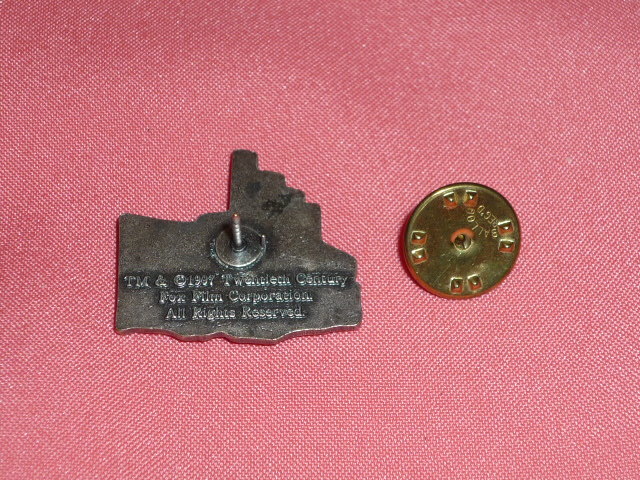 TM & ©1997 Twentieth Century
Fox Film Corporation.
All Rights Reserved.